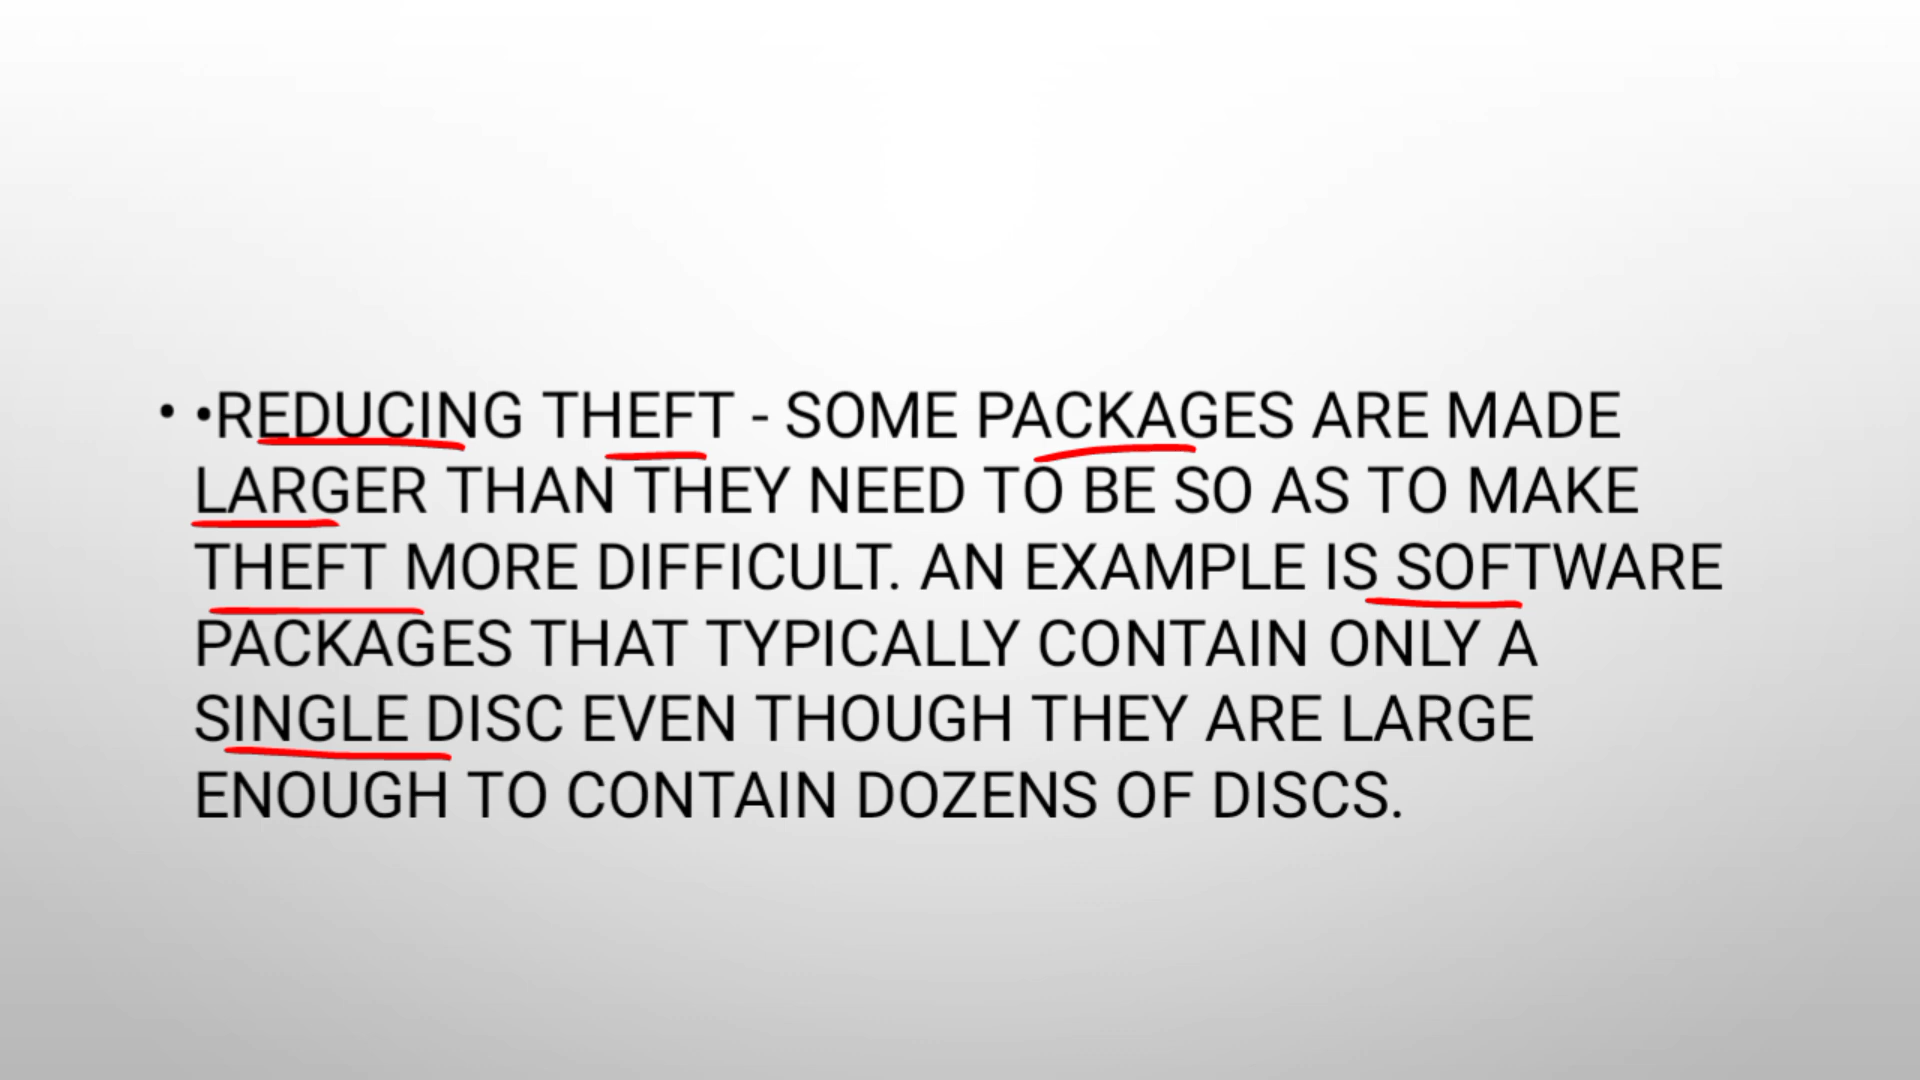 • •REDUCING THEFT - SOME PACKAGES ARE MADE
LARGER THAN THEY NEED TO BE SO AS TO MAKE
THEFT MORE DIFFICULT. AN EXAMPLE IS SOFTWARE
PACKAGES THAT TYPICALLY CONTAIN ONLY A
SINGLE DISC EVEN THOUGH THEY ARE LARGE
ENOUGH TO CONTAIN DOZENS OF DISCS.